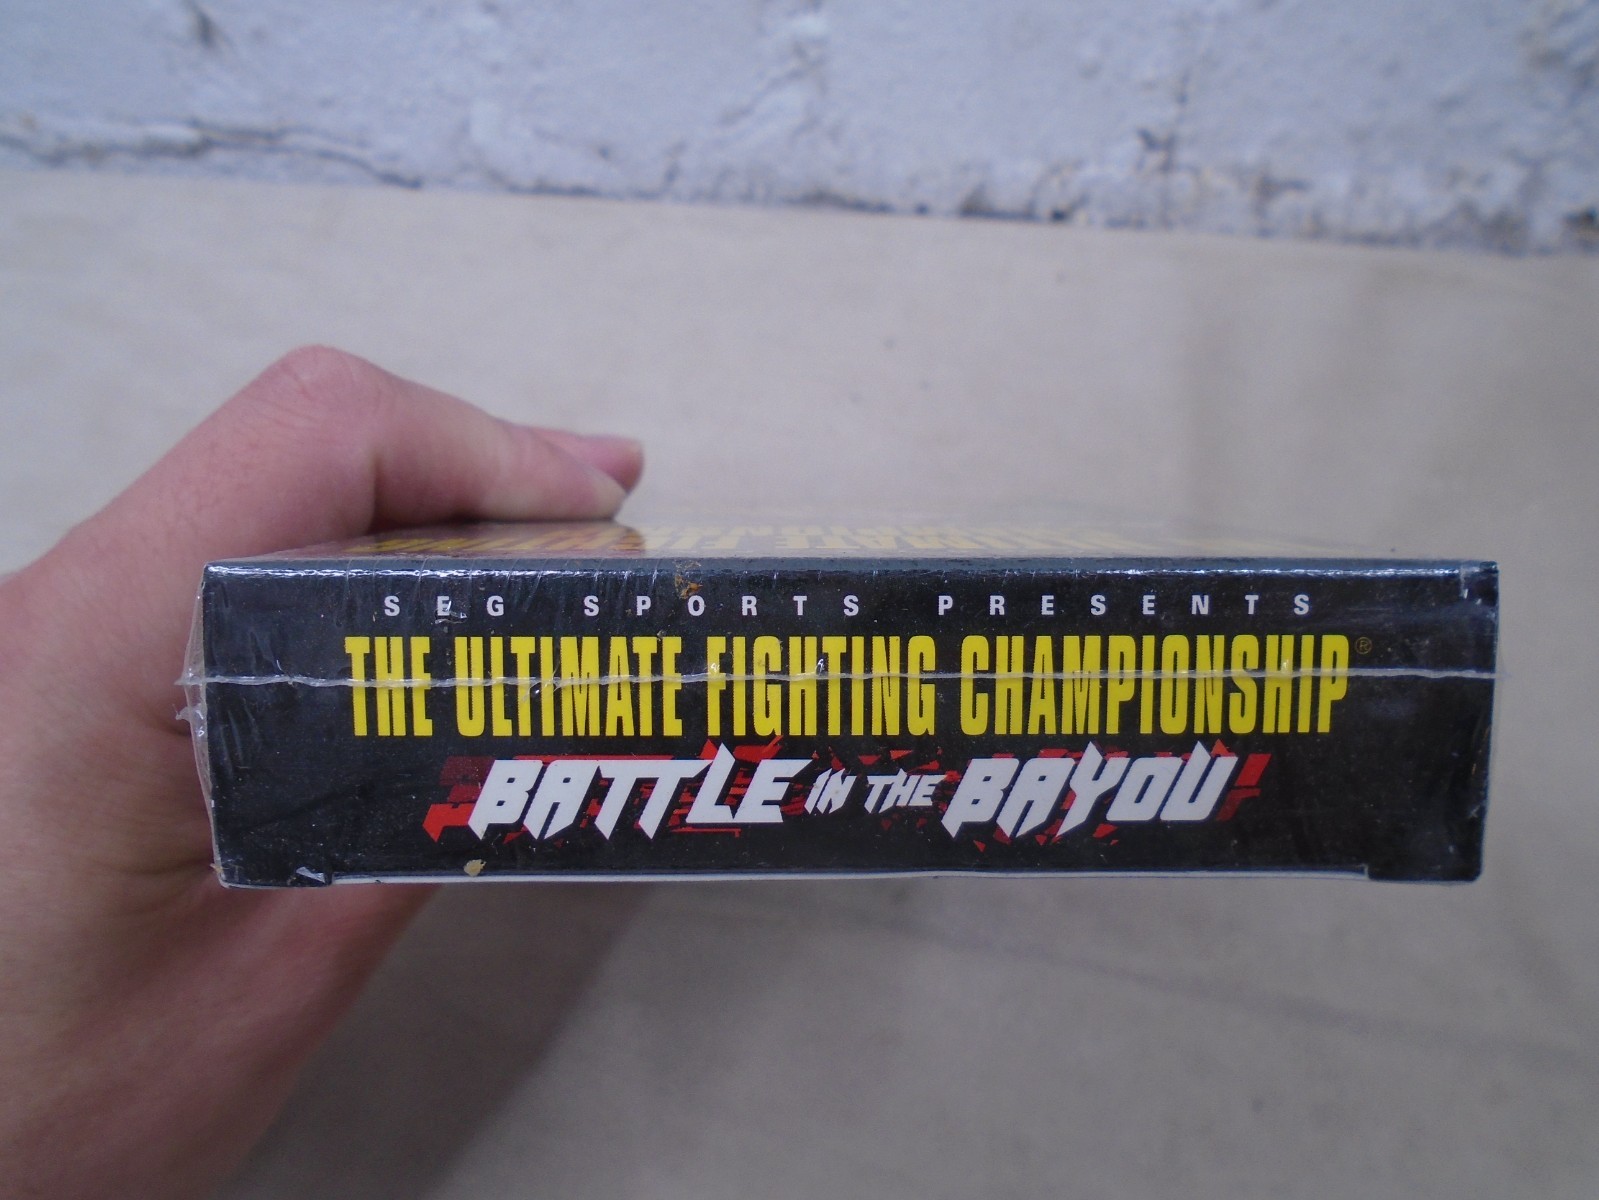 SEG SPORTS PRESENTS
THE ULTIMATE FIGHTING CHAMPIONSHIP®
BATTLE IN THE BAYOU